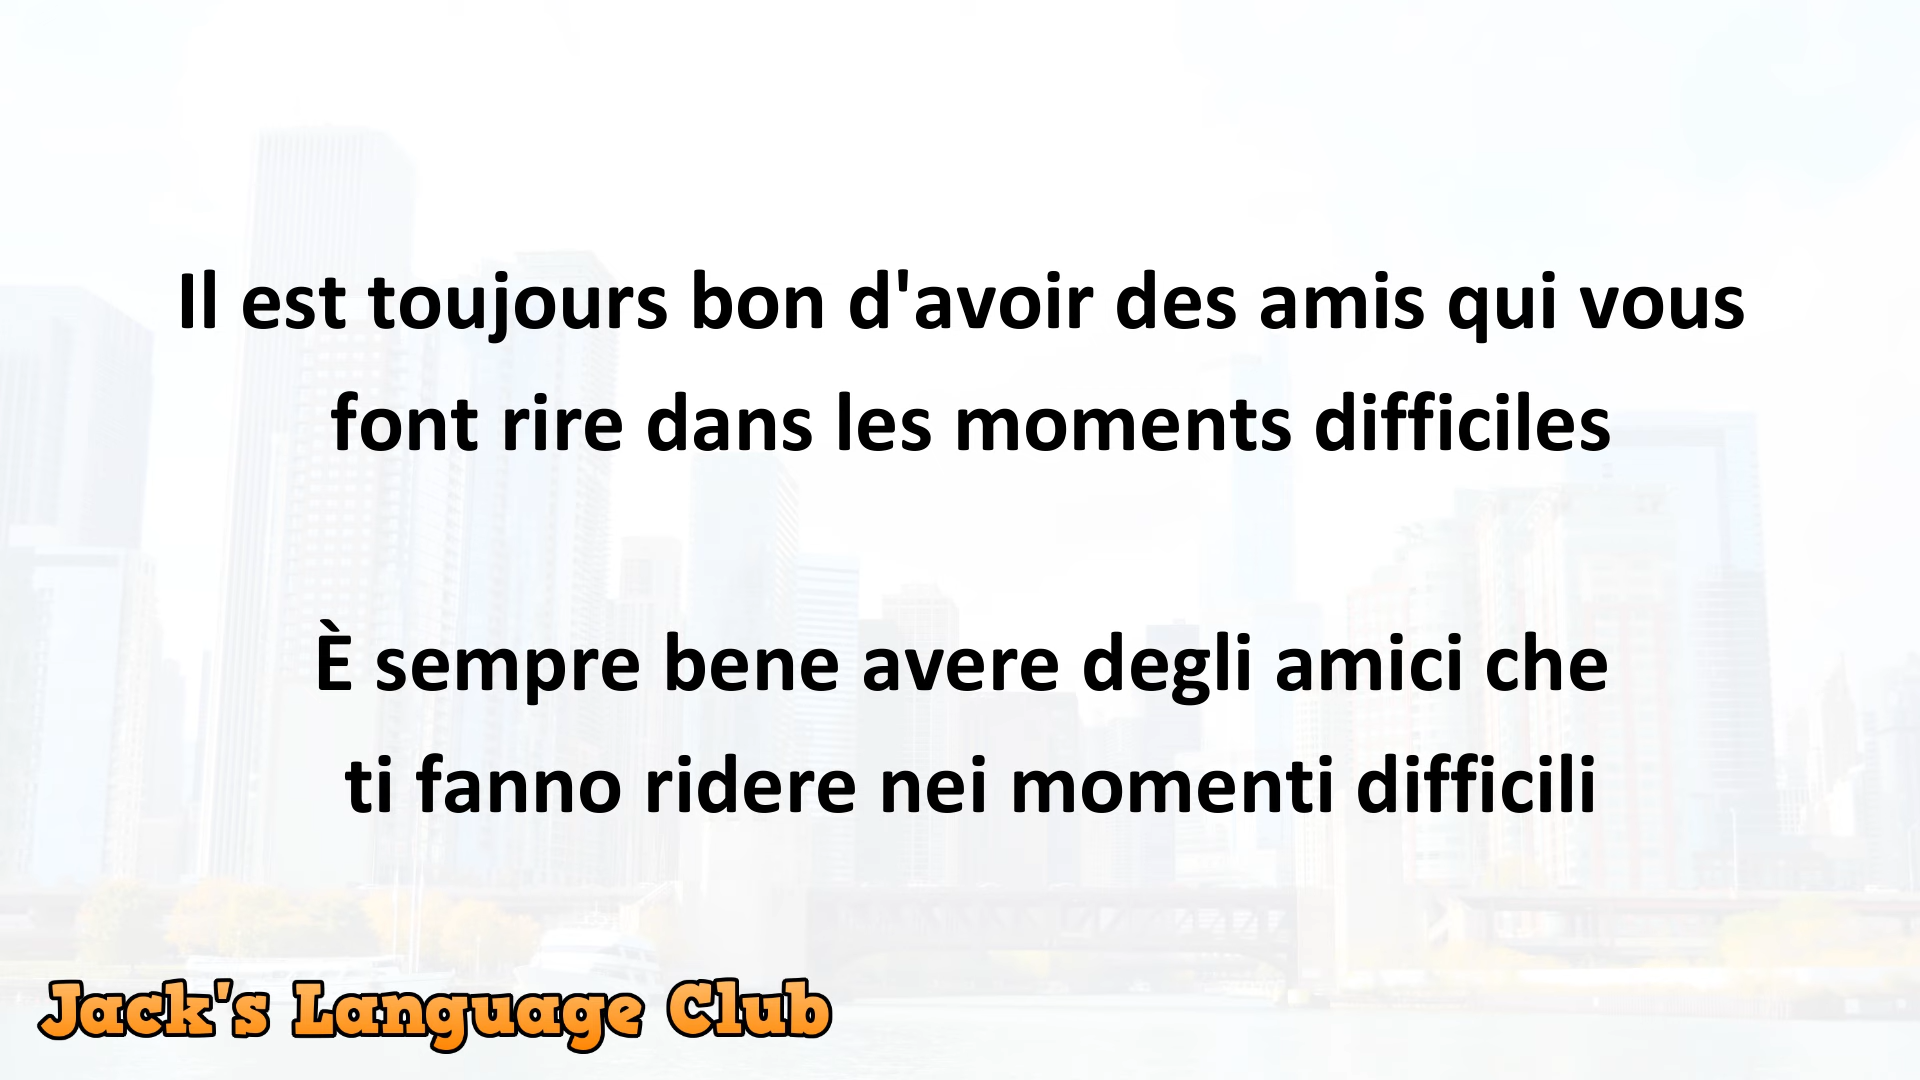 Il est toujours bon d'avoir des amis qui vous
font rire dans les moments difficiles
È sempre bene avere degli amici che
ti fanno ridere nei momenti difficili
Jack's Language Club